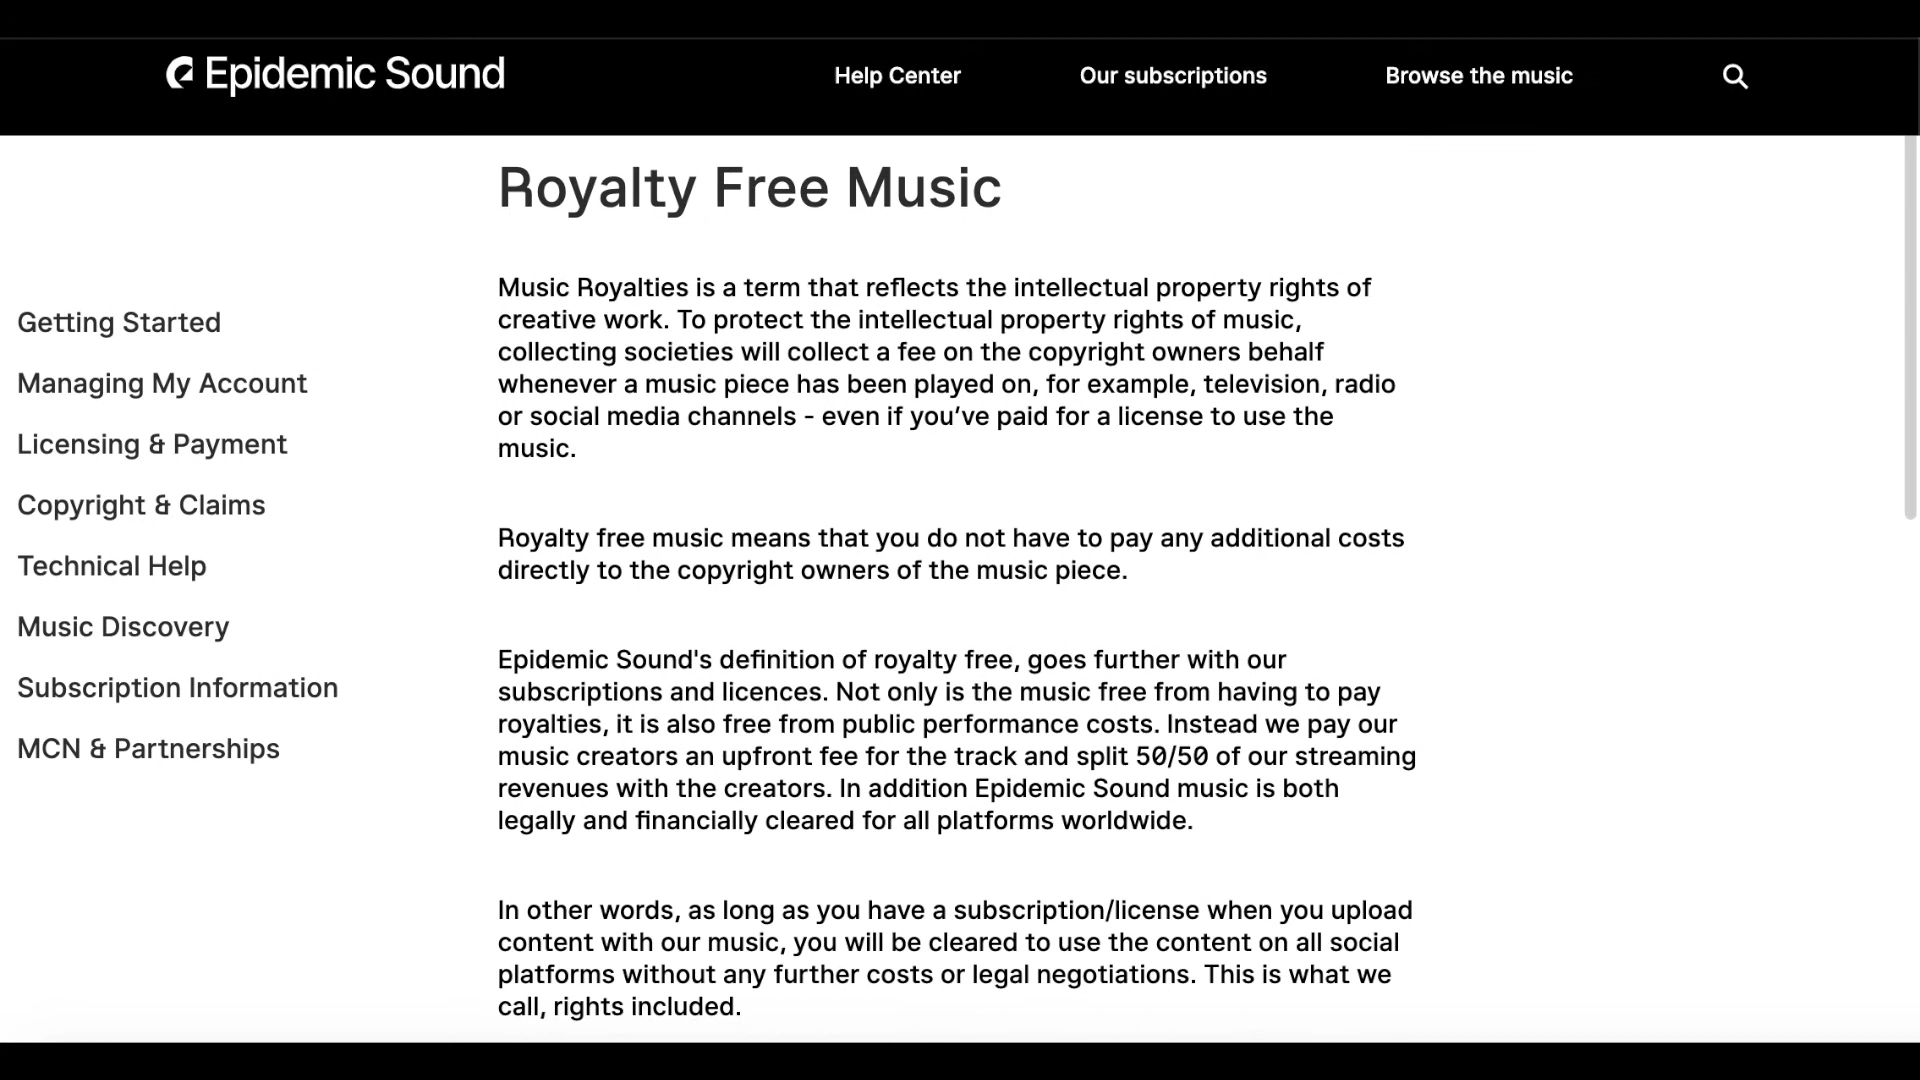 Epidemic Sound
Help Center
Our subscriptions
Browse the music
Royalty Free Music
Getting Started
Managing My Account
Licensing & Payment
Copyright & Claims
Technical Help
Music Discovery
Subscription Information
MCN & Partnerships
Music Royalties is a term that reflects the intellectual property rights of
creative work. To protect the intellectual property rights of music,
collecting societies will collect a fee on the copyright owners behalf
whenever a music piece has been played on, for example, television, radio
or social media channels - even if you’ve paid for a license to use the
music.
Royalty free music means that you do not have to pay any additional costs
directly to the copyright owners of the music piece.
Epidemic Sound's definition of royalty free, goes further with our
subscriptions and licences. Not only is the music free from having to pay
royalties, it is also free from public performance costs. Instead we pay our
music creators an upfront fee for the track and split 50/50 of our streaming
revenues with the creators. In addition Epidemic Sound music is both
legally and financially cleared for all platforms worldwide.
In other words, as long as you have a subscription/license when you upload
content with our music, you will be cleared to use the content on all social
platforms without any further costs or legal negotiations. This is what we
call, rights included.